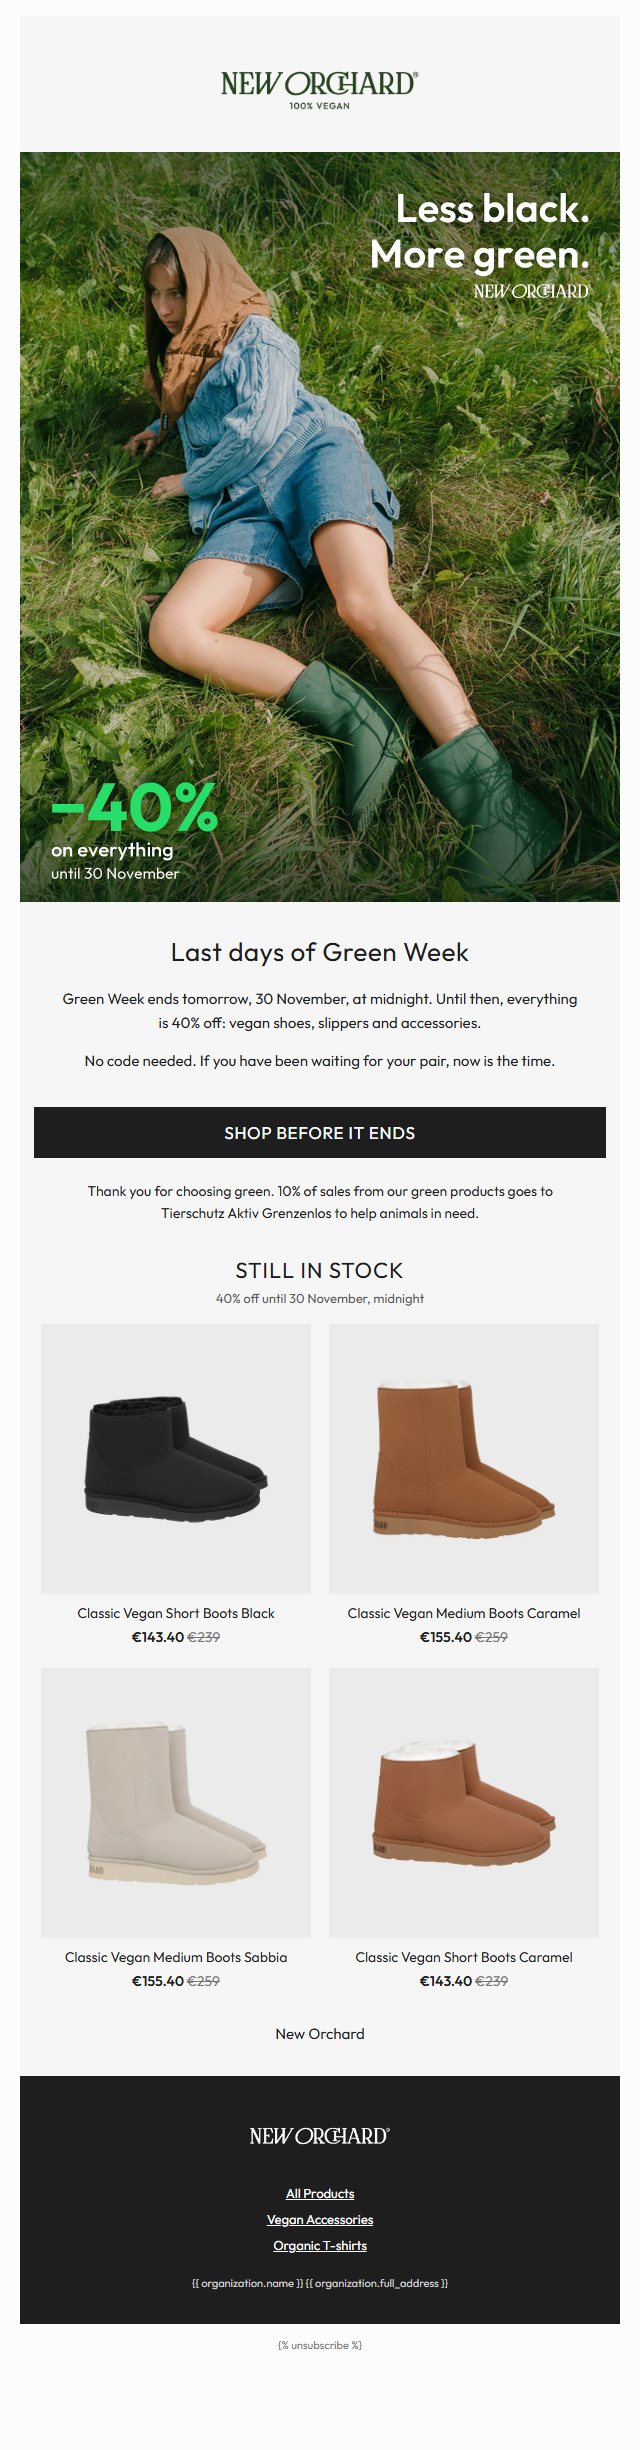 NEW ORCHARD®
100% VEGAN
Less black.
More green.
NEW ORCHARD
–40%
on everything
until 30 November
Last days of Green Week
Green Week ends tomorrow, 30 November, at midnight. Until then, everything
is 40% off: vegan shoes, slippers and accessories.
No code needed. If you have been waiting for your pair, now is the time.
SHOP BEFORE IT ENDS
Thank you for choosing green. 10% of sales from our green products goes to
Tierschutz Aktiv Grenzenlos to help animals in need.
STILL IN STOCK
40% off until 30 November, midnight
Classic Vegan Short Boots Black
€143.40 €239
Classic Vegan Medium Boots Caramel
€155.40 €259
Classic Vegan Medium Boots Sabbia
€155.40 €259
Classic Vegan Short Boots Caramel
€143.40 €239
New Orchard
NEW ORCHARD®
All Products
Vegan Accessories
Organic T-shirts
{{ organization.name }} {{ organization.full_address }}
{% unsubscribe %}